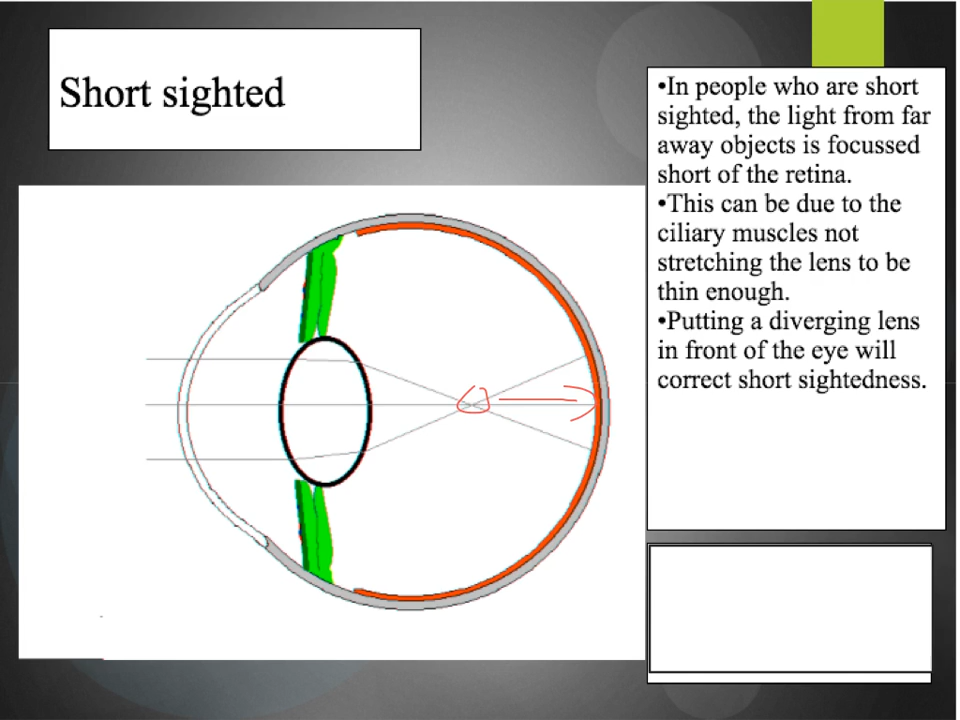 Short sighted
•In people who are short
sighted, the light from far
away objects is focussed
short of the retina.
•This can be due to the
ciliary muscles not
stretching the lens to be
thin enough.
•Putting a diverging lens
in front of the eye will
correct short sightedness.